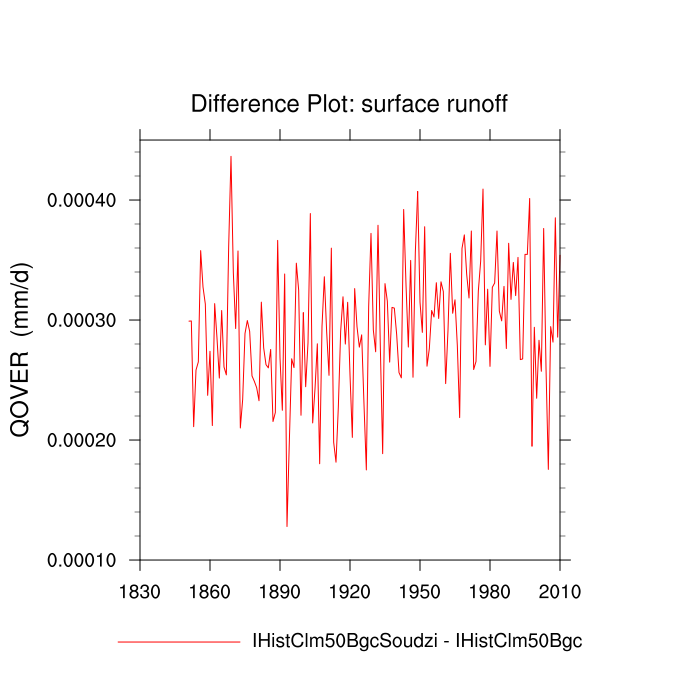 Difference Plot: surface runoff
QOVER (mm/d)
0.00040
0.00030
0.00020
0.00010
1830 1860 1890 1920 1950 1980 2010
IHistClm50BgcSoudzi - IHistClm50Bgc